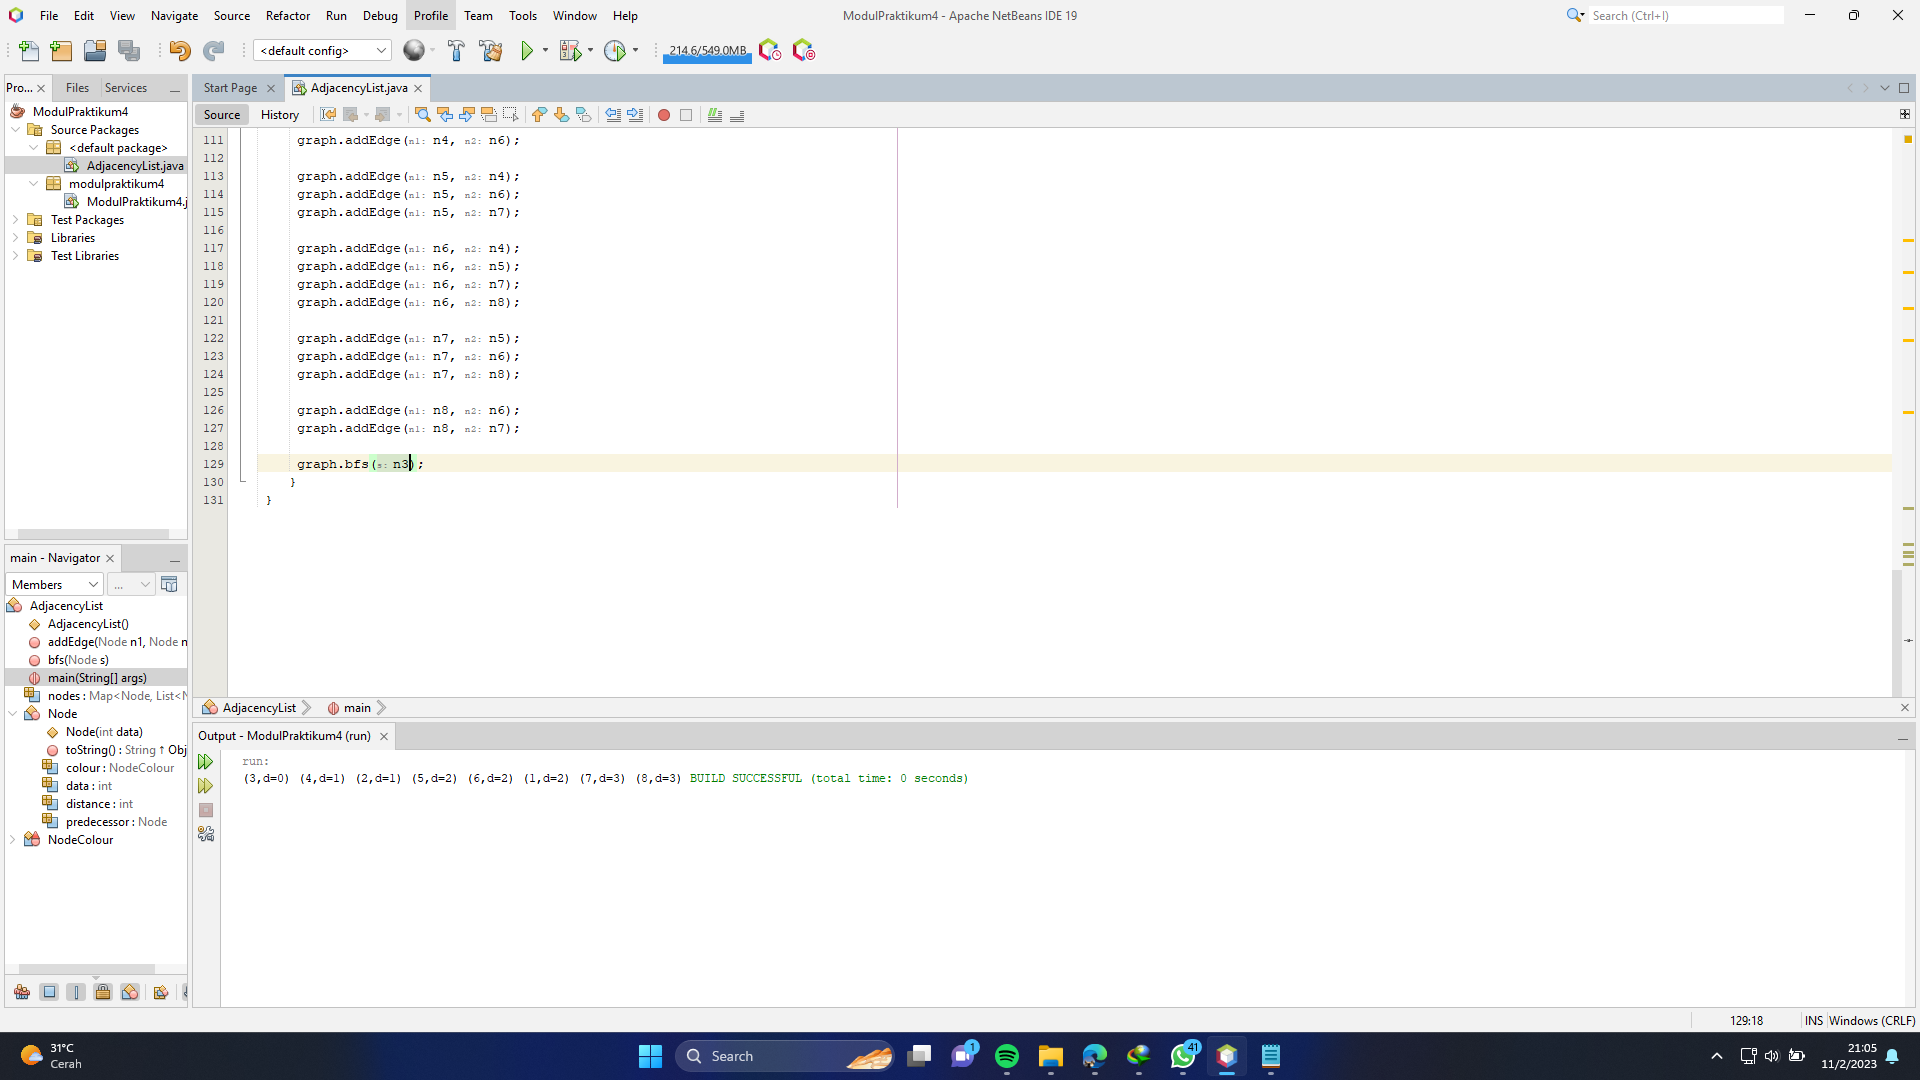 File Edit View Navigate Source Refactor Run Debug Profile Team Tools Window Help
ModulPraktikum4 - Apache NetBeans IDE 19
Search (Ctrl+I)
<default config>
214.6/549.0MB
Pro... Files Services
Start Page AdjacencyList.java
Source History
ModulPraktikum4
Source Packages
<default package>
AdjacencyList.java
modulpraktikum4
ModulPraktikum4.j
Test Packages
Libraries
Test Libraries
111 graph.addEdge(n1: n4, n2: n6);
112
113 graph.addEdge(n1: n5, n2: n4);
114 graph.addEdge(n1: n5, n2: n6);
115 graph.addEdge(n1: n5, n2: n7);
116
117 graph.addEdge(n1: n6, n2: n4);
118 graph.addEdge(n1: n6, n2: n5);
119 graph.addEdge(n1: n6, n2: n7);
120 graph.addEdge(n1: n6, n2: n8);
121
122 graph.addEdge(n1: n7, n2: n5);
123 graph.addEdge(n1: n7, n2: n6);
124 graph.addEdge(n1: n7, n2: n8);
125
126 graph.addEdge(n1: n8, n2: n6);
127 graph.addEdge(n1: n8, n2: n7);
128
129 graph.bfs(s: n3);
130 }
131 }
main - Navigator
Members ...
AdjacencyList
AdjacencyList()
addEdge(Node n1, Node n
bfs(Node s)
main(String[] args)
nodes : Map<Node, List<N
Node
Node(int data)
toString() : String ↑ Obj
colour : NodeColour
data : int
distance : int
predecessor : Node
NodeColour
AdjacencyList main
Output - ModulPraktikum4 (run)
run:
(3,d=0) (4,d=1) (2,d=1) (5,d=2) (6,d=2) (1,d=2) (7,d=3) (8,d=3) BUILD SUCCESSFUL (total time: 0 seconds)
129:18 INS Windows (CRLF)
31°C
Cerah
Search
1
41
21:05
11/2/2023